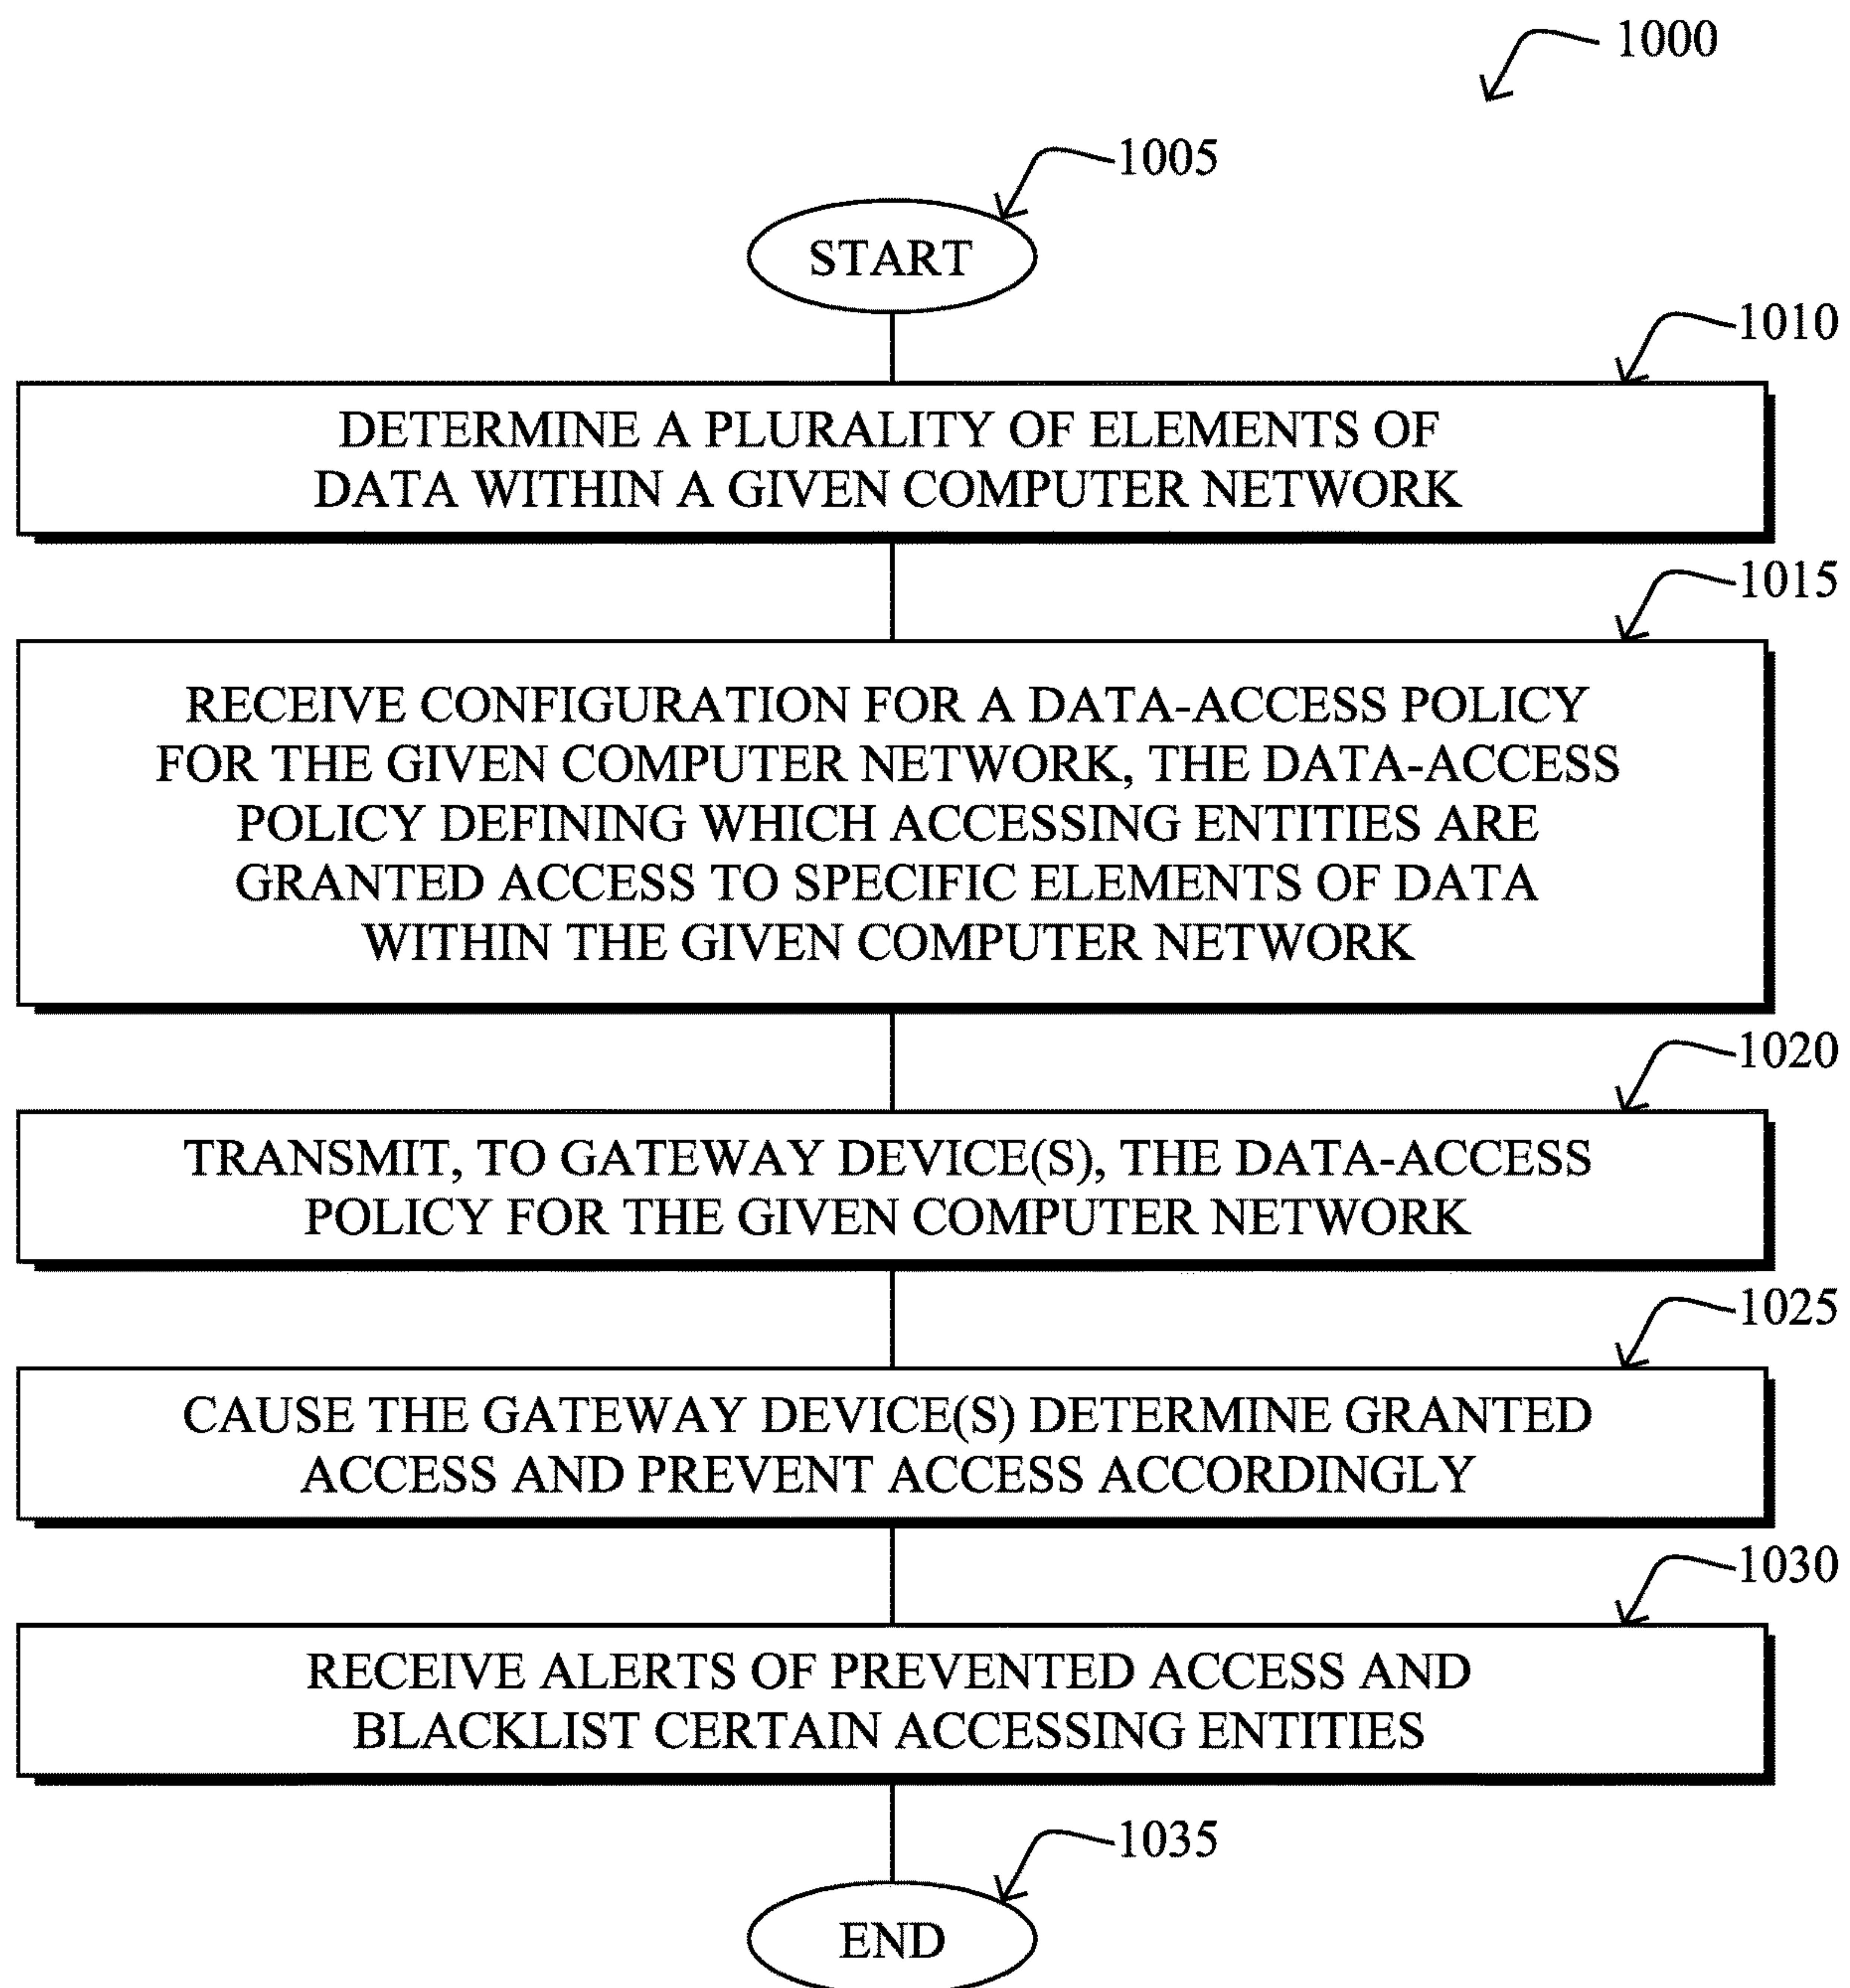 1000
1005
START
1010
DETERMINE A PLURALITY OF ELEMENTS OF
DATA WITHIN A GIVEN COMPUTER NETWORK
1015
RECEIVE CONFIGURATION FOR A DATA-ACCESS POLICY
FOR THE GIVEN COMPUTER NETWORK, THE DATA-ACCESS
POLICY DEFINING WHICH ACCESSING ENTITIES ARE
GRANTED ACCESS TO SPECIFIC ELEMENTS OF DATA
WITHIN THE GIVEN COMPUTER NETWORK
1020
TRANSMIT, TO GATEWAY DEVICE(S), THE DATA-ACCESS
POLICY FOR THE GIVEN COMPUTER NETWORK
1025
CAUSE THE GATEWAY DEVICE(S) DETERMINE GRANTED
ACCESS AND PREVENT ACCESS ACCORDINGLY
1030
RECEIVE ALERTS OF PREVENTED ACCESS AND
BLACKLIST CERTAIN ACCESSING ENTITIES
1035
END